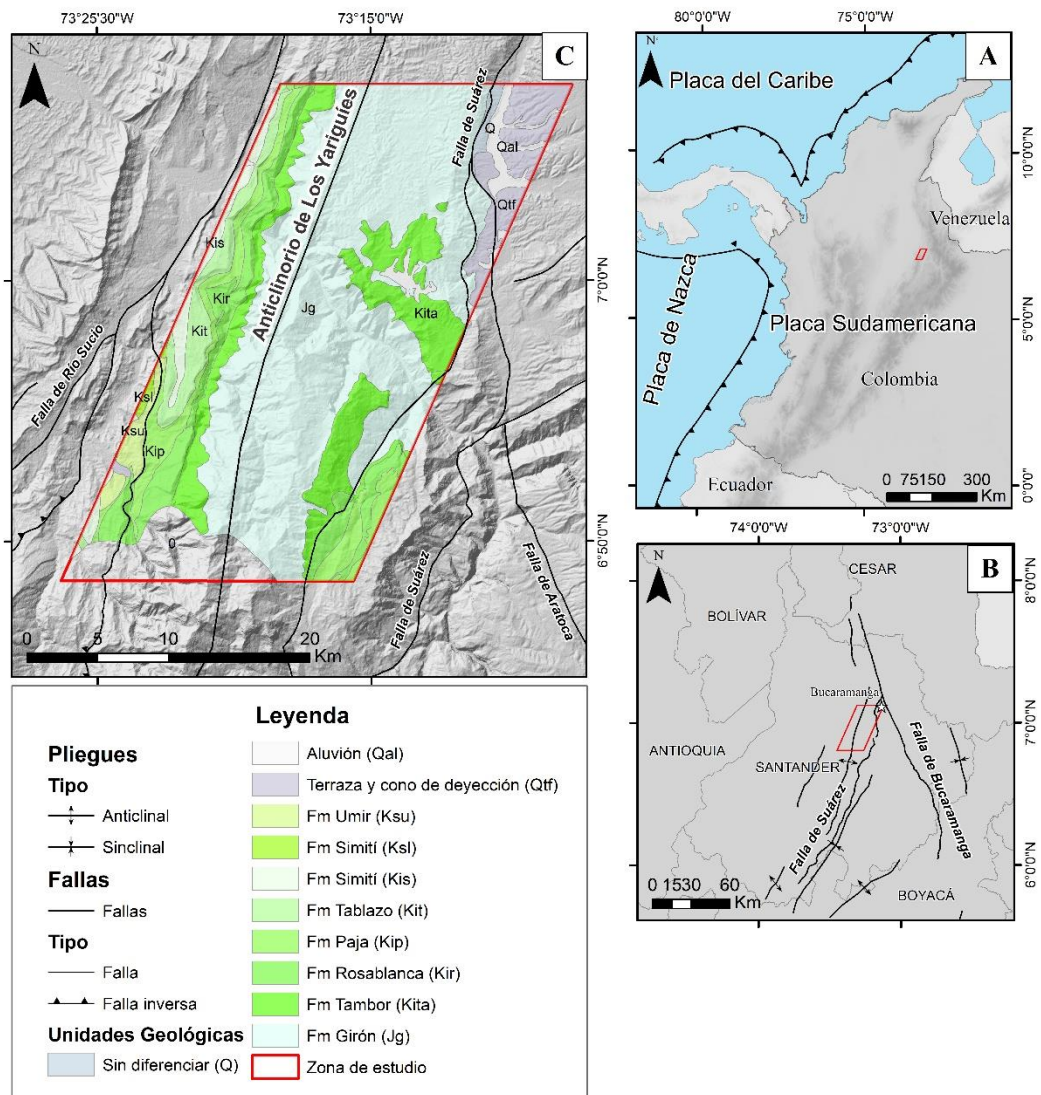 73°25'30"W
73°15'0"W
N
C
Falla de Suárez
Q
Qal
Qtf
Anticlinorio de Los Yariguíes
Kis
Kir
Kit
Jg
Kita
7°0'0"N
Falla de Río Sucio
Ksl
Ksu
Kip
0
6°50'0"N
Falla de Suárez
Falla de Aratoca
0 5 10 20
Km
80°0'0"W
75°0'0"W
N
A
Placa del Caribe
10°0'0"N
Venezuela
Placa de Nazca
Placa Sudamericana
5°0'0"N
Colombia
Ecuador
0 75150 300
Km
0°0'0"
74°0'0"W
73°0'0"W
N
B
CESAR
8°0'0"N
BOLÍVAR
Bucaramanga
7°0'0"N
ANTIOQUIA
SANTANDER
Falla de Suárez
Falla de Bucaramanga
6°0'0"N
0 1530 60
Km
BOYACÁ
Leyenda
Pliegues
Tipo
Anticlinal
Sinclinal
Fallas
Fallas
Tipo
Falla
Falla inversa
Unidades Geológicas
Sin diferenciar (Q)
Aluvión (Qal)
Terraza y cono de deyección (Qtf)
Fm Umir (Ksu)
Fm Simití (Ksl)
Fm Simití (Kis)
Fm Tablazo (Kit)
Fm Paja (Kip)
Fm Rosablanca (Kir)
Fm Tambor (Kita)
Fm Girón (Jg)
Zona de estudio